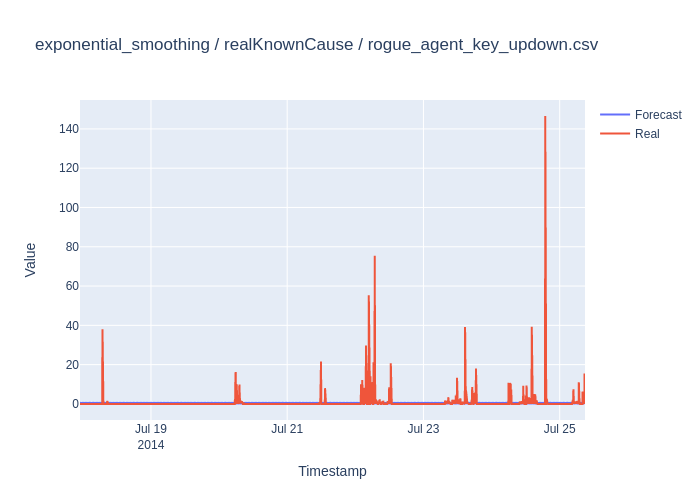 exponential_smoothing / realKnownCause / rogue_agent_key_updown.csv
Forecast
Real
Value
140
120
100
80
60
40
20
0
Jul 19
2014
Jul 21
Jul 23
Jul 25
Timestamp